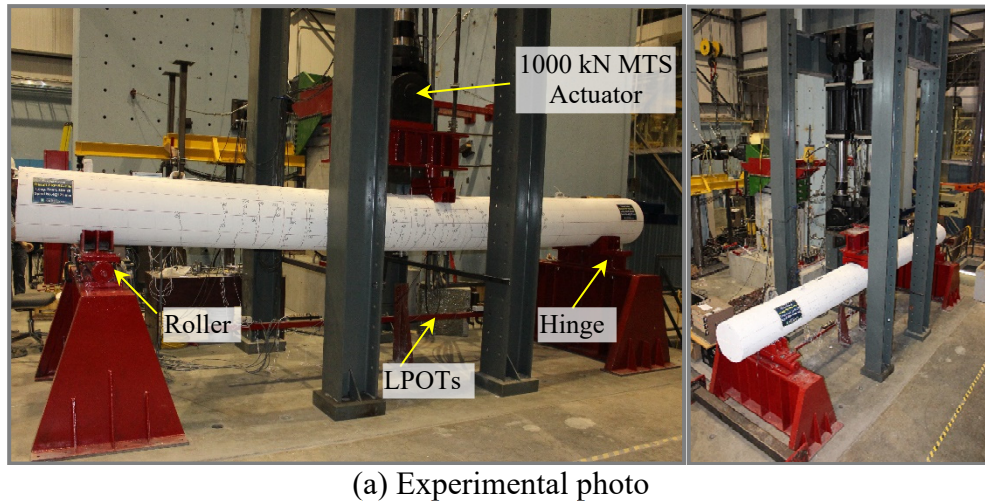 1000 kN MTS
Actuator
Roller
Hinge
LPOTs
(a) Experimental photo